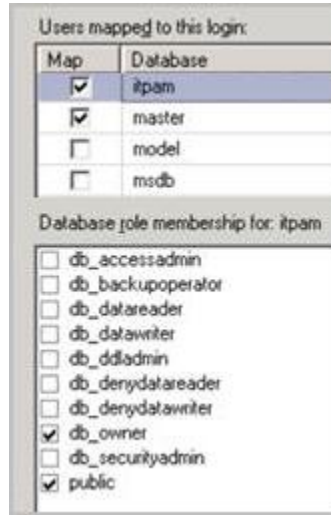 Users mapped to this login:
Map Database
itpam
master
model
msdb
Database role membership for: itpam
db_accessadmin
db_backupoperator
db_datareader
db_datawriter
db_ddladmin
db_denydatareader
db_denydatawriter
db_owner
db_securityadmin
public